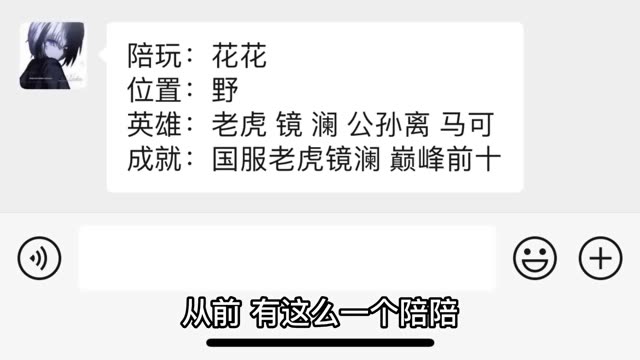 陪玩：花花
位置：野
英雄：老虎 镜 澜 公孙离 马可
成就：国服老虎镜澜 巅峰前十
从前 有这么一个陪陪